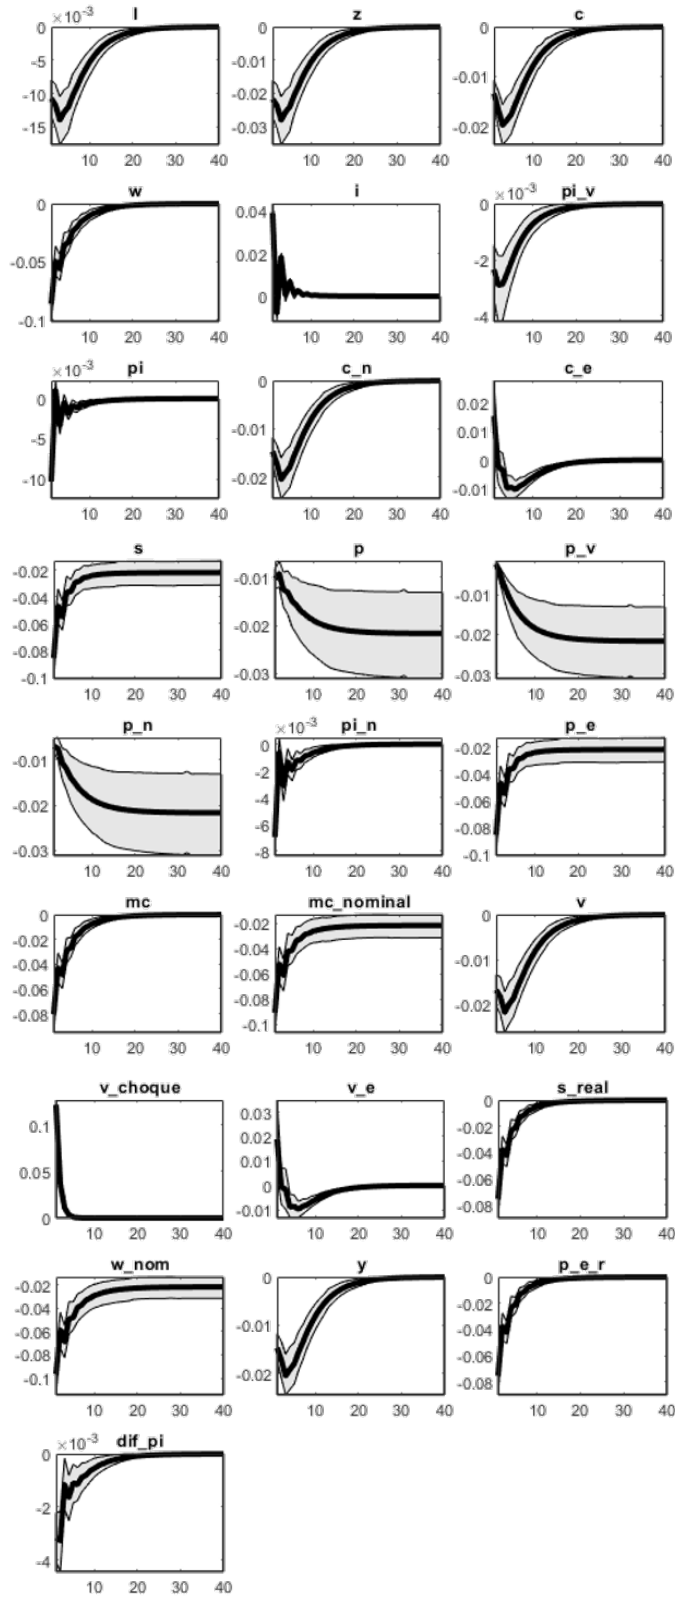 ×10⁻³ l z c
0 0 0
-5 -0.01 -0.01
-10 -0.02 -0.02
-15 -0.03
10 20 30 40 10 20 30 40 10 20 30 40
w i ×10⁻³ pi_v
0 0.04 0
-0.05 0.02 -2
-0.1 0 -4
10 20 30 40 10 20 30 40 10 20 30 40
×10⁻³ pi c_n c_e
0 0 0.02
-5 -0.01 0.01
-10 -0.02 0
-0.01
10 20 30 40 10 20 30 40 10 20 30 40
s p p_v
-0.02 -0.01 -0.01
-0.04 -0.02 -0.02
-0.06 -0.03 -0.03
-0.08
-0.1
10 20 30 40 10 20 30 40 10 20 30 40
p_n ×10⁻³ pi_n p_e
-0.01 0 -0.02
-0.02 -2 -0.04
-0.03 -4 -0.06
-6 -0.08
-8 -0.1
10 20 30 40 10 20 30 40 10 20 30 40
mc mc_nominal v
0 -0.02 0
-0.02 -0.04 -0.01
-0.04 -0.06 -0.02
-0.06 -0.08
-0.08 -0.1
10 20 30 40 10 20 30 40 10 20 30 40
v_choque v_e s_real
0.1 0.03 0
0.05 0.02 -0.02
0 0.01 -0.04
0 -0.06
-0.01 -0.08
10 20 30 40 10 20 30 40 10 20 30 40
w_nom y p_e_r
-0.02 0 0
-0.04 -0.01 -0.02
-0.06 -0.02 -0.04
-0.08 -0.06
-0.1 -0.08
10 20 30 40 10 20 30 40 10 20 30 40
×10⁻³ dif_pi
0
-2
-4
10 20 30 40